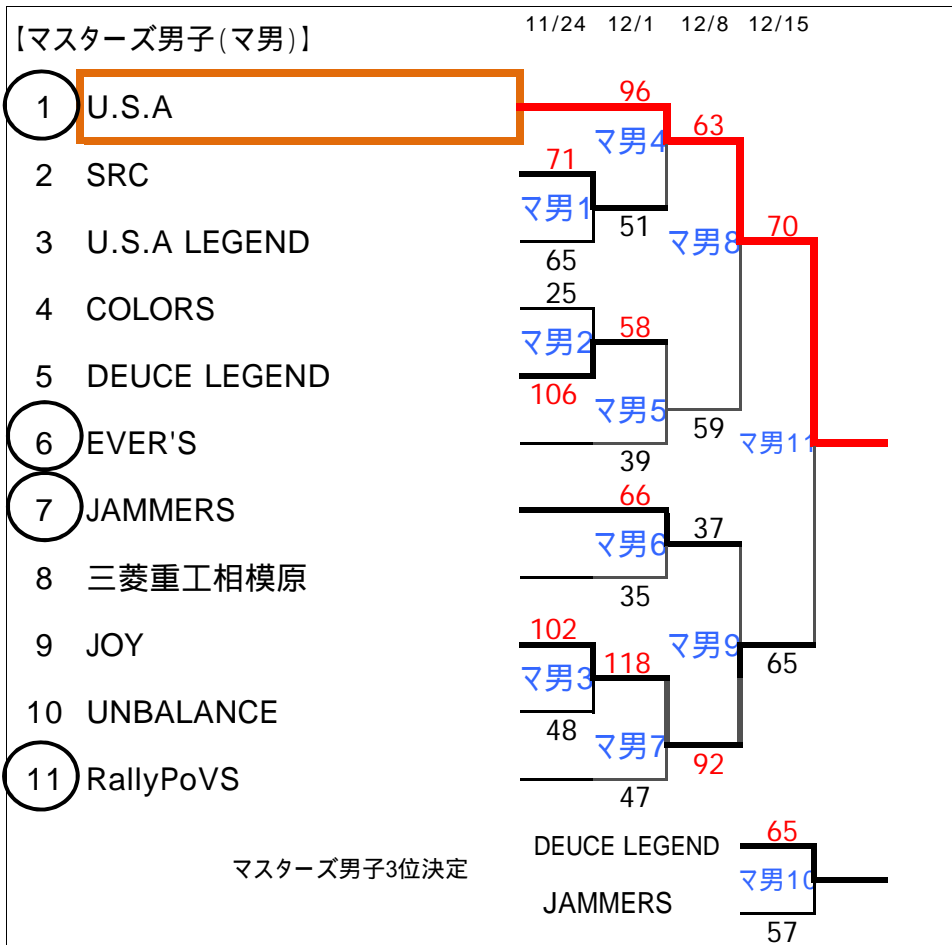 【マスターズ男子(マ男)】
11/24 12/1 12/8 12/15
1 U.S.A
96
マ男4
63
2 SRC
71
マ男1
51
3 U.S.A LEGEND
65
マ男8
70
4 COLORS
25
マ男2
58
5 DEUCE LEGEND
106
マ男5
59
6 EVER'S
39
マ男11
7 JAMMERS
66
マ男6
37
8 三菱重工相模原
35
9 JOY
102
マ男3
118
マ男9
65
10 UNBALANCE
48
マ男7
92
11 RallyPoVS
47
マスターズ男子3位決定
DEUCE LEGEND
65
マ男10
JAMMERS
57